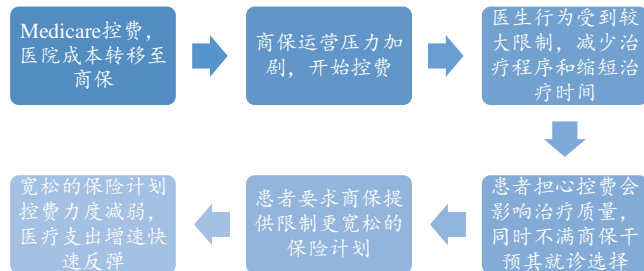 Medicare控费，
医院成本转移至
商保
商保运营压力加
剧，开始控费
医生行为受到较
大限制，减少治
疗程序和缩短治
疗时间
患者担心控费会
影响治疗质量，
同时不满商保干
预其就诊选择
患者要求商保提
供限制更宽松的
保险计划
宽松的保险计划
控费力度减弱，
医疗支出增速快
速反弹